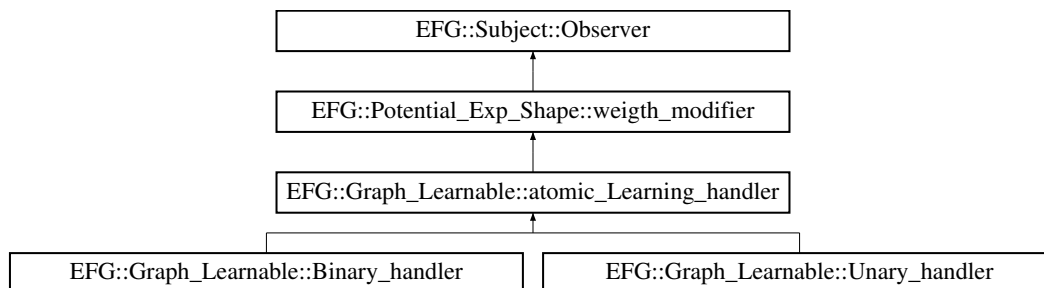 EFG::Subject::Observer
EFG::Potential_Exp_Shape::weigth_modifier
EFG::Graph_Learnable::atomic_Learning_handler
EFG::Graph_Learnable::Binary_handler
EFG::Graph_Learnable::Unary_handler